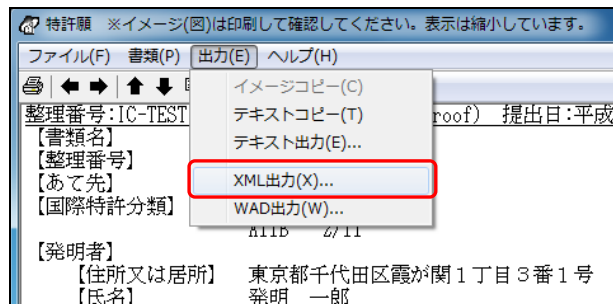 特許願 ※イメージ(図)は印刷して確認してください。表示は縮小しています。
ファイル(F) 書類(P) 出力(E) ヘルプ(H)
イメージコピー(C)
整理番号:IC-TEST テキストコピー(T) roof) 提出日:平成
【書類名】 テキスト出力(E)...
【整理番号】
【あて先】 XML出力(X)...
【国際特許分類】 WAD出力(W)...
【発明者】
【住所又は居所】 東京都千代田区霞が関1丁目3番1号
【氏名】 発明 一郎